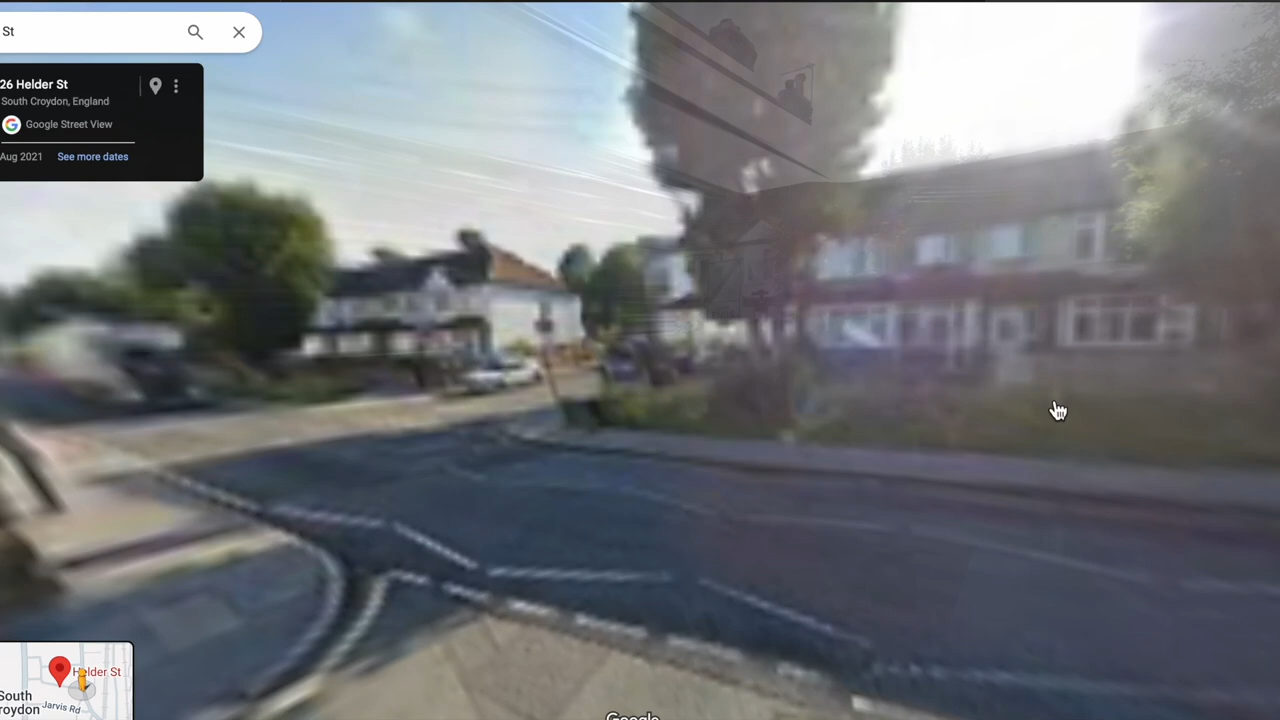 St
26 Helder St
South Croydon, England
Google Street View
Aug 2021 See more dates
Helder St
South
roydon
Jarvis Rd
Google